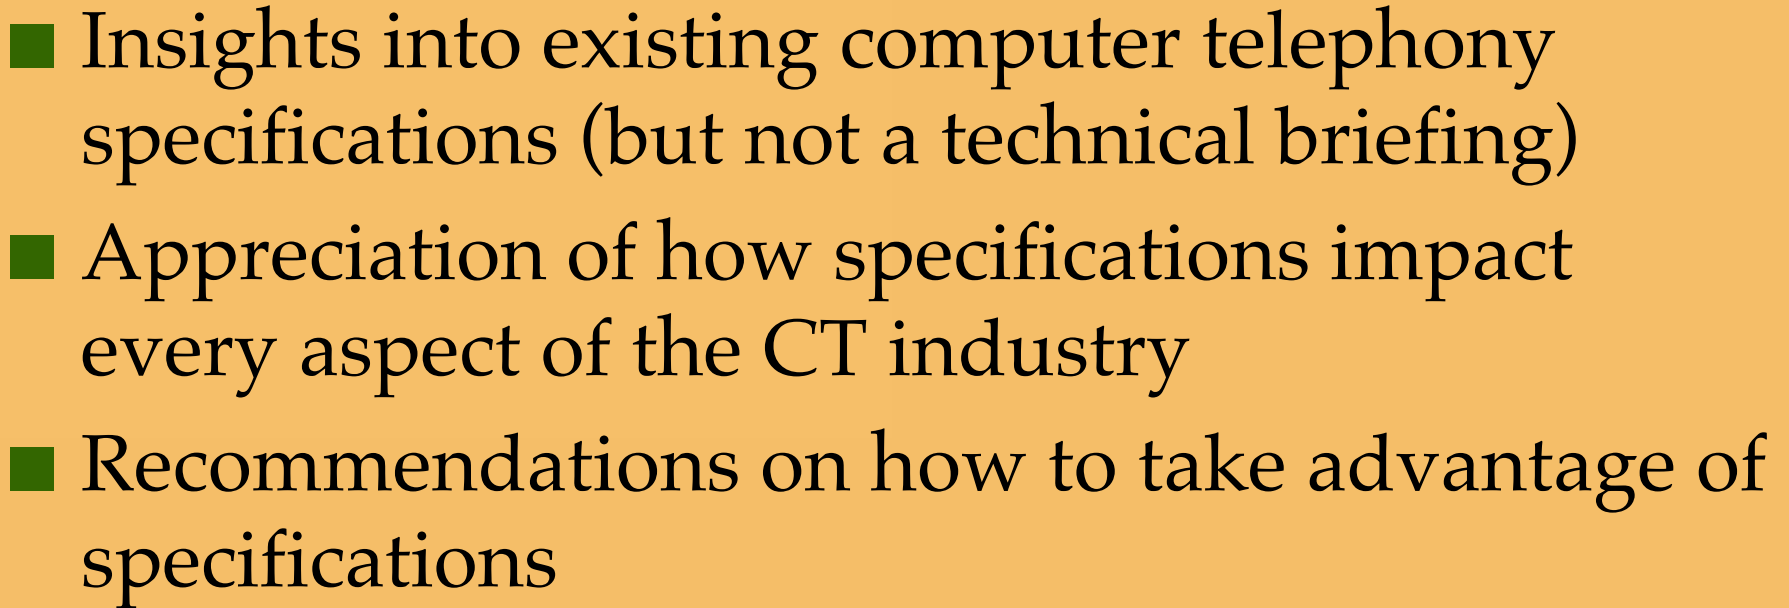 Insights into existing computer telephony
specifications (but not a technical briefing)
Appreciation of how specifications impact
every aspect of the CT industry
Recommendations on how to take advantage of
specifications